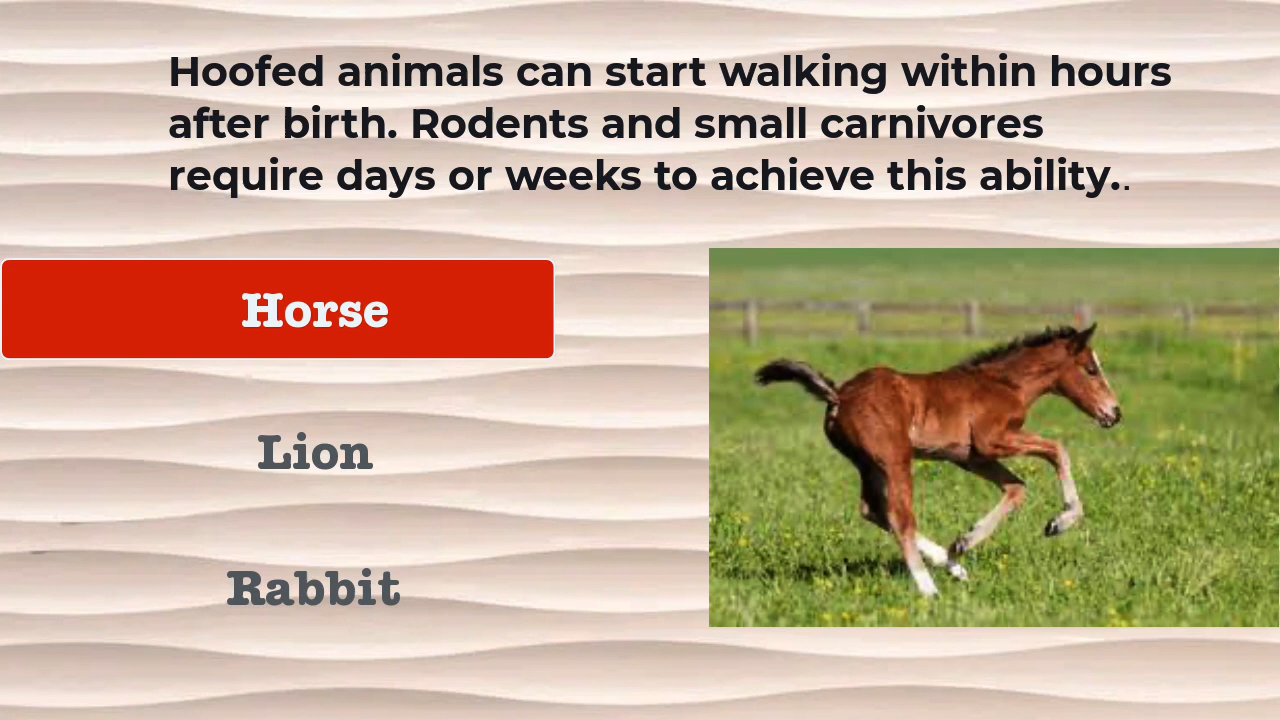 Hoofed animals can start walking within hours
after birth. Rodents and small carnivores
require days or weeks to achieve this ability..
Horse
Lion
Rabbit